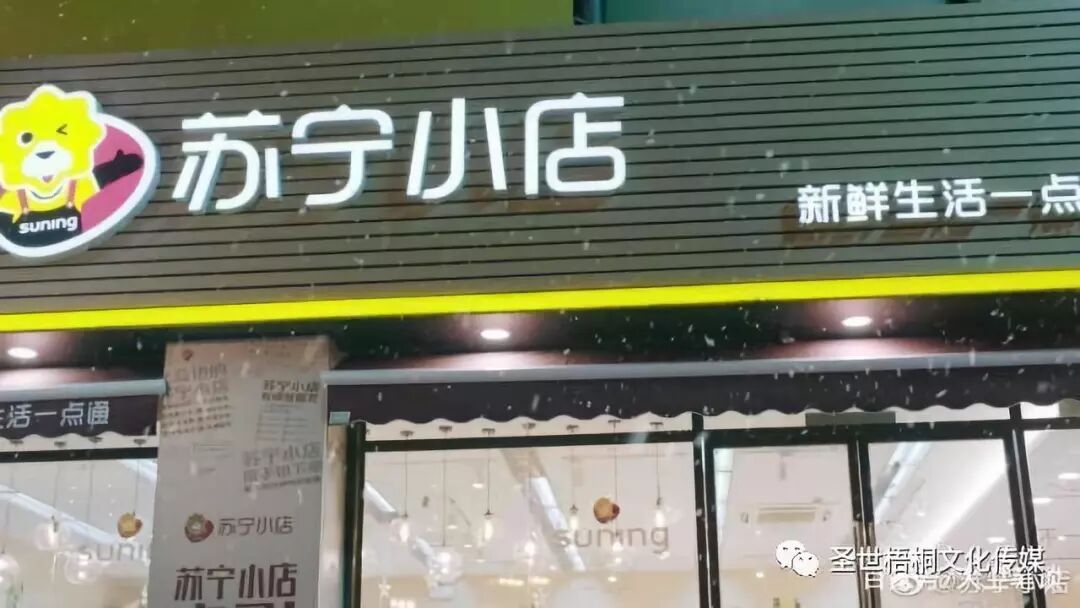 苏宁小店
suning
新鲜生活一点
生活一点通
苏宁小店
苏宁小店
suning
suning
苏宁小店
圣世梧桐文化传媒